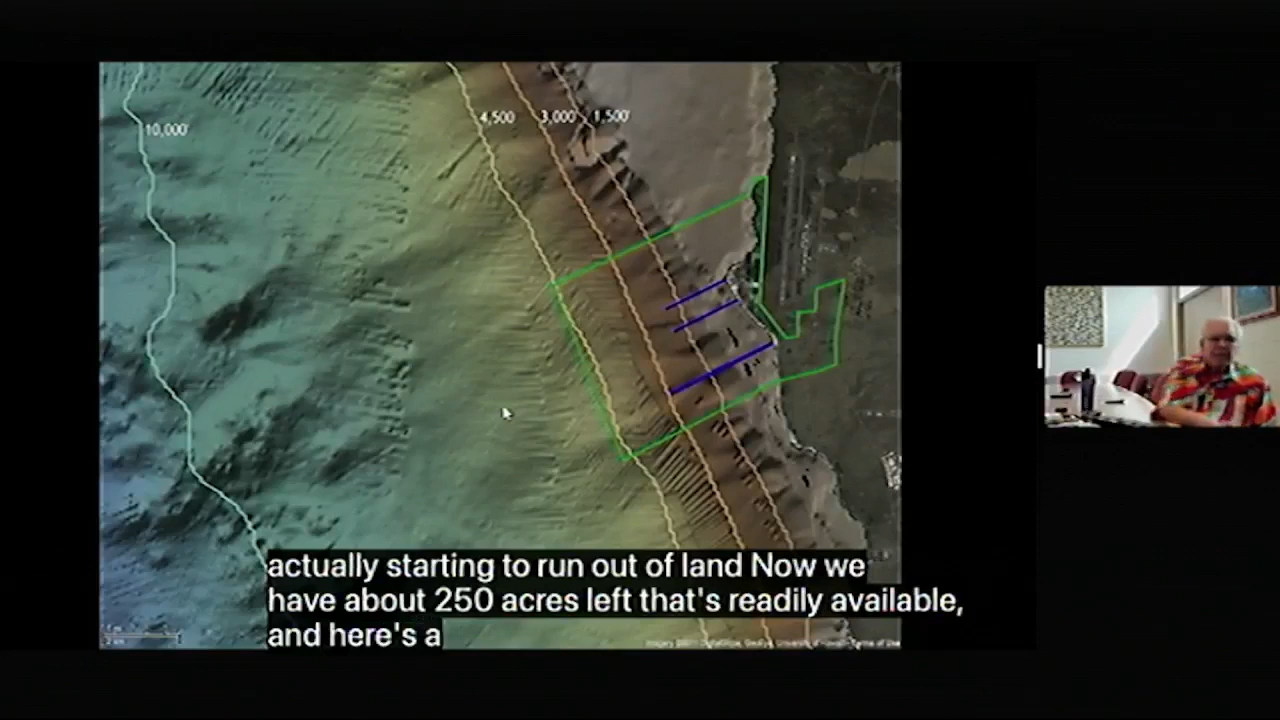 10,000'
4,500
3,000'
1,500'
actually starting to run out of land Now we
have about 250 acres left that's readily available,
and here's a